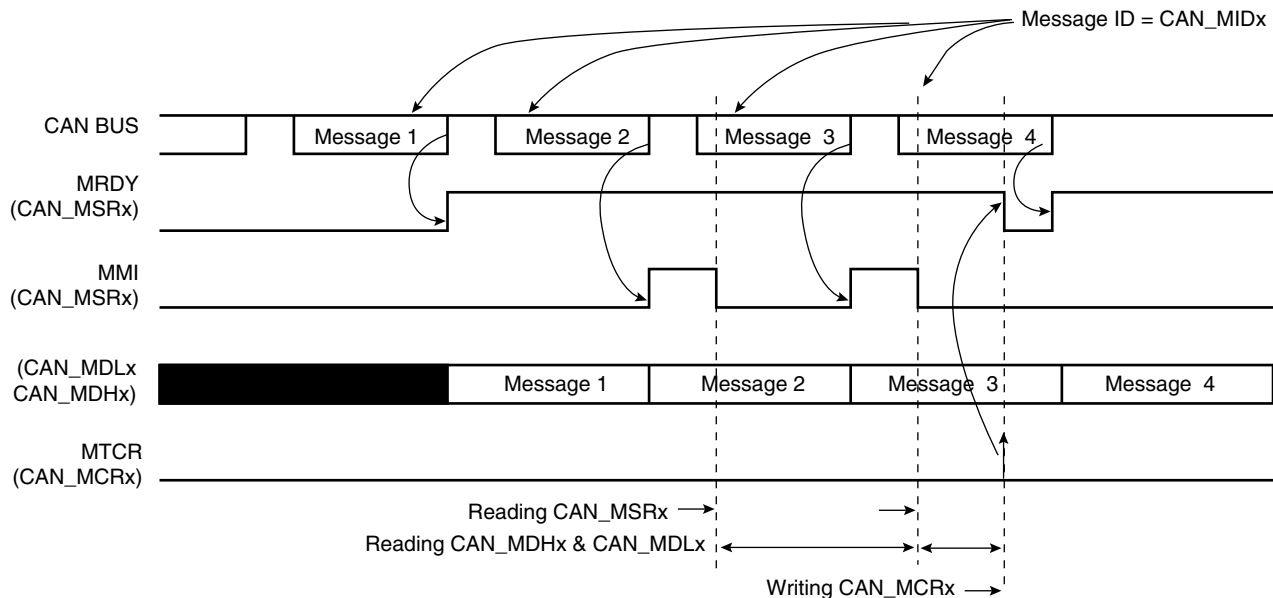 Message ID = CAN_MIDx
CAN BUS
Message 1
Message 2
Message 3
Message 4
MRDY
(CAN_MSRx)
MMI
(CAN_MSRx)
(CAN_MDLx
CAN_MDHx)
Message 1
Message 2
Message 3
Message 4
MTCR
(CAN_MCRx)
Reading CAN_MSRx
Reading CAN_MDHx & CAN_MDLx
Writing CAN_MCRx